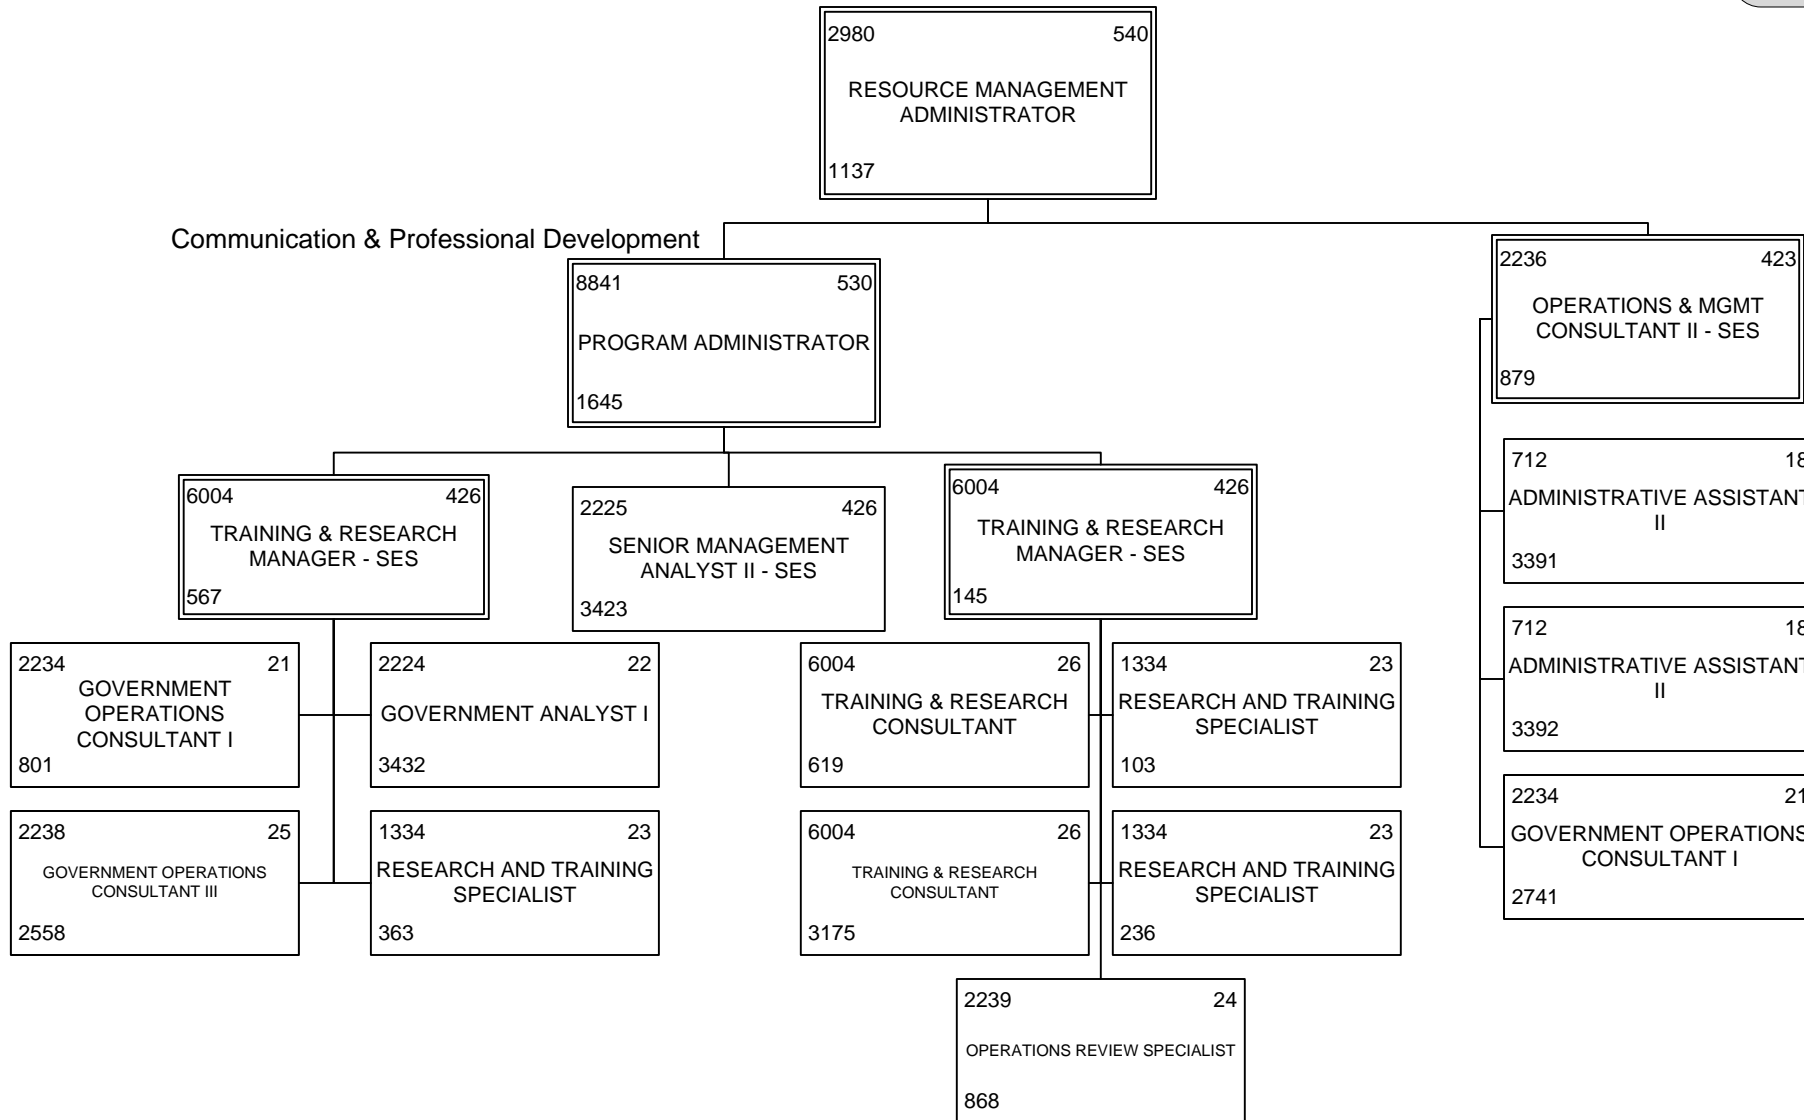 2980 540
RESOURCE MANAGEMENT
ADMINISTRATOR
1137
Communication & Professional Development
8841 530
PROGRAM ADMINISTRATOR
1645
6004 426
TRAINING & RESEARCH
MANAGER - SES
567
2234 21
GOVERNMENT
OPERATIONS
CONSULTANT I
801
2224 22
GOVERNMENT ANALYST I
3432
2238 25
GOVERNMENT OPERATIONS
CONSULTANT III
2558
1334 23
RESEARCH AND TRAINING
SPECIALIST
363
2225 426
SENIOR MANAGEMENT
ANALYST II - SES
3423
6004 426
TRAINING & RESEARCH
MANAGER - SES
145
6004 26
TRAINING & RESEARCH
CONSULTANT
619
1334 23
RESEARCH AND TRAINING
SPECIALIST
103
6004 26
TRAINING & RESEARCH
CONSULTANT
3175
1334 23
RESEARCH AND TRAINING
SPECIALIST
236
2239 24
OPERATIONS REVIEW SPECIALIST
868
2236 423
OPERATIONS & MGMT
CONSULTANT II - SES
879
712 18
ADMINISTRATIVE ASSISTANT
II
3391
712 18
ADMINISTRATIVE ASSISTANT
II
3392
2234 21
GOVERNMENT OPERATIONS
CONSULTANT I
2741